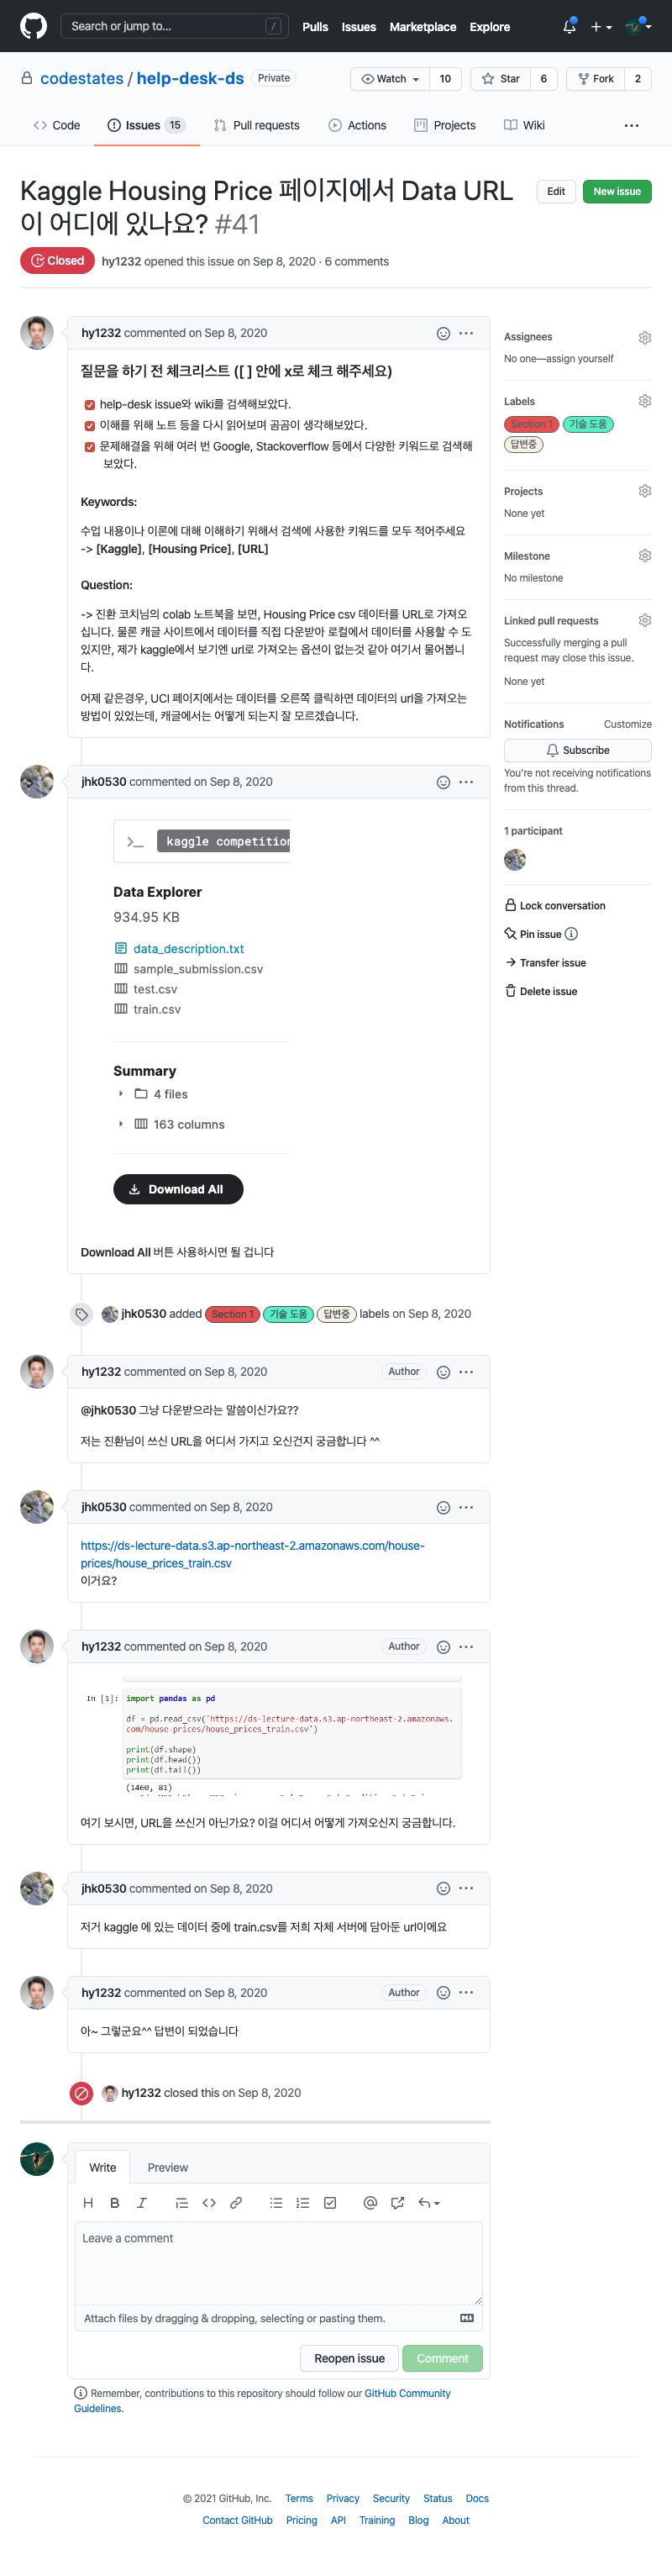 Search or jump to...
/
Pulls Issues Marketplace Explore
codestates / help-desk-ds Private
Watch 10 Star 6 Fork 2
Code Issues 15 Pull requests Actions Projects Wiki
Kaggle Housing Price 페이지에서 Data URL
이 어디에 있나요? #41
Edit New issue
Closed hy1232 opened this issue on Sep 8, 2020 · 6 comments
hy1232 commented on Sep 8, 2020
질문을 하기 전 체크리스트 ([ ] 안에 x로 체크 해주세요)
help-desk issue와 wiki를 검색해보았다.
이해를 위해 노트 등을 다시 읽어보며 곰곰이 생각해보았다.
문제해결을 위해 여러 번 Google, Stackoverflow 등에서 다양한 키워드로 검색해
보았다.
Keywords:
수업 내용이나 이론에 대해 이해하기 위해서 검색에 사용한 키워드를 모두 적어주세요
-> [Kaggle], [Housing Price], [URL]
Question:
-> 진환 코치님의 colab 노트북을 보면, Housing Price csv 데이터를 URL로 가져오
십니다. 물론 캐글 사이트에서 데이터를 직접 다운받아 로컬에서 데이터를 사용할 수 도
있지만, 제가 kaggle에서 보기엔 url로 가져오는 옵션이 없는것 같아 여기서 물어봅니
다.
어제 같은경우, UCI 페이지에서는 데이터를 오른쪽 클릭하면 데이터의 url을 가져오는
방법이 있었는데, 캐글에서는 어떻게 되는지 잘 모르겠습니다.
Assignees
No one—assign yourself
Labels
Section 1 기술 도움
답변중
Projects
None yet
Milestone
No milestone
Linked pull requests
Successfully merging a pull
request may close this issue.
None yet
Notifications Customize
Subscribe
You're not receiving notifications
from this thread.
1 participant
Lock conversation
Pin issue
Transfer issue
Delete issue
jhk0530 commented on Sep 8, 2020
>_ kaggle competition
Data Explorer
934.95 KB
data_description.txt
sample_submission.csv
test.csv
train.csv
Summary
4 files
163 columns
Download All
Download All 버튼 사용하시면 될 겁니다
jhk0530 added Section 1 기술 도움 답변중 labels on Sep 8, 2020
hy1232 commented on Sep 8, 2020 Author
@jhk0530 그냥 다운받으라는 말씀이신가요??
저는 진환님이 쓰신 URL을 어디서 가지고 오신건지 궁금합니다 ^^
jhk0530 commented on Sep 8, 2020
https://ds-lecture-data.s3.ap-northeast-2.amazonaws.com/house-
prices/house_prices_train.csv
이거요?
hy1232 commented on Sep 8, 2020 Author
In [1]: import pandas as pd
df = pd.read_csv('https://ds-lecture-data.s3.ap-northeast-2.amazonaws.
com/house-prices/house_prices_train.csv')
print(df.shape)
print(df.head())
print(df.tail())
(1460, 81)
여기 보시면, URL을 쓰신거 아닌가요? 이걸 어디서 어떻게 가져오신지 궁금합니다.
jhk0530 commented on Sep 8, 2020
저거 kaggle 에 있는 데이터 중에 train.csv를 저희 자체 서버에 담아둔 url이에요
hy1232 commented on Sep 8, 2020 Author
아~ 그렇군요^^ 답변이 되었습니다
hy1232 closed this on Sep 8, 2020
Write Preview
Leave a comment
Attach files by dragging & dropping, selecting or pasting them.
Reopen issue Comment
Remember, contributions to this repository should follow our GitHub Community
Guidelines.
© 2021 GitHub, Inc. Terms Privacy Security Status Docs
Contact GitHub Pricing API Training Blog About